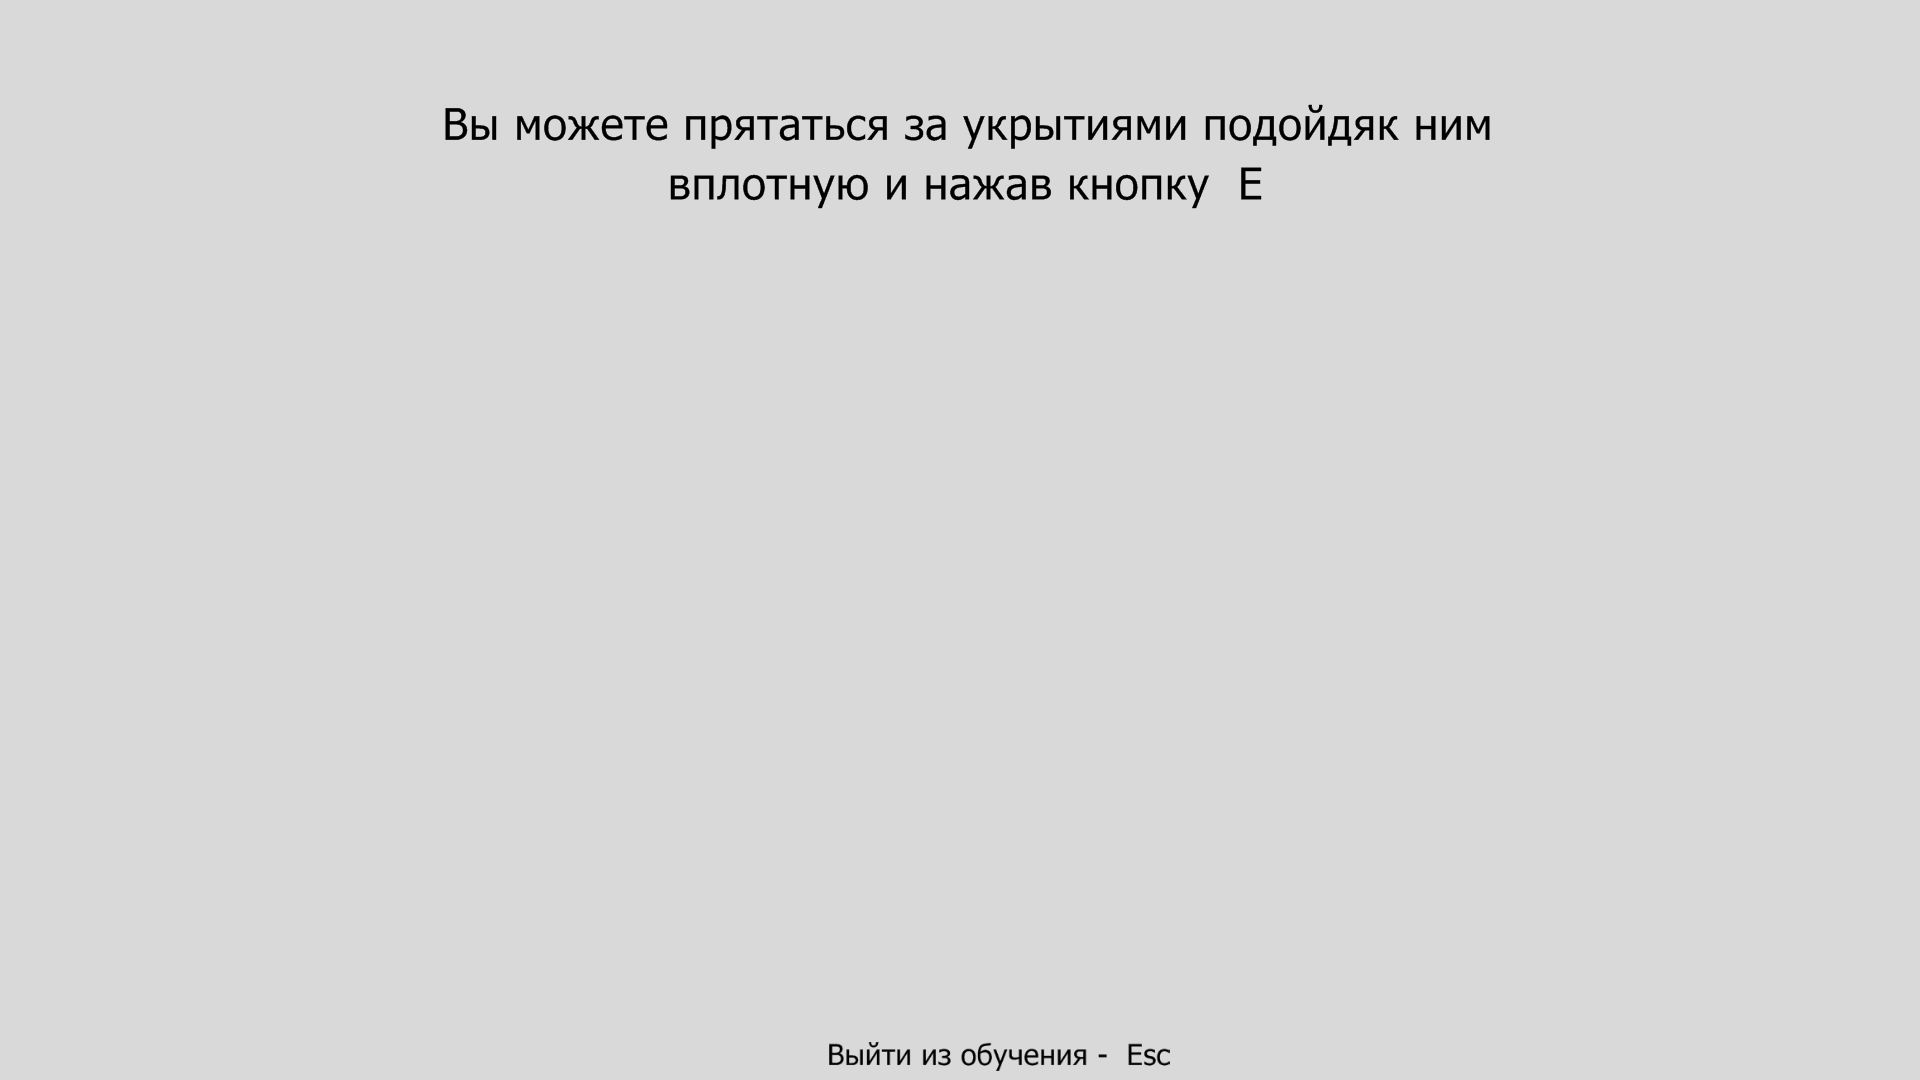 Вы можете прятаться за укрытиями подойдяк ним
вплотную и нажав кнопку  E
Выйти из обучения -  Esc